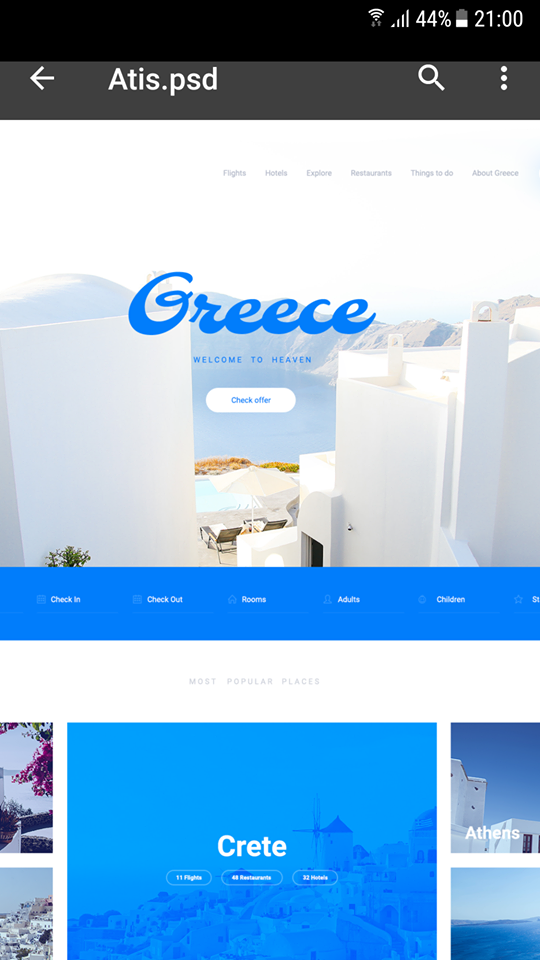 44% 21:00
Atis.psd
Flights Hotels Explore Restaurants Things to do About Greece
Greece
WELCOME TO HEAVEN
Check offer
Check In Check Out Rooms Adults Children St
MOST POPULAR PLACES
Crete
Athens
11 Flights 48 Restaurants 32 Hotels